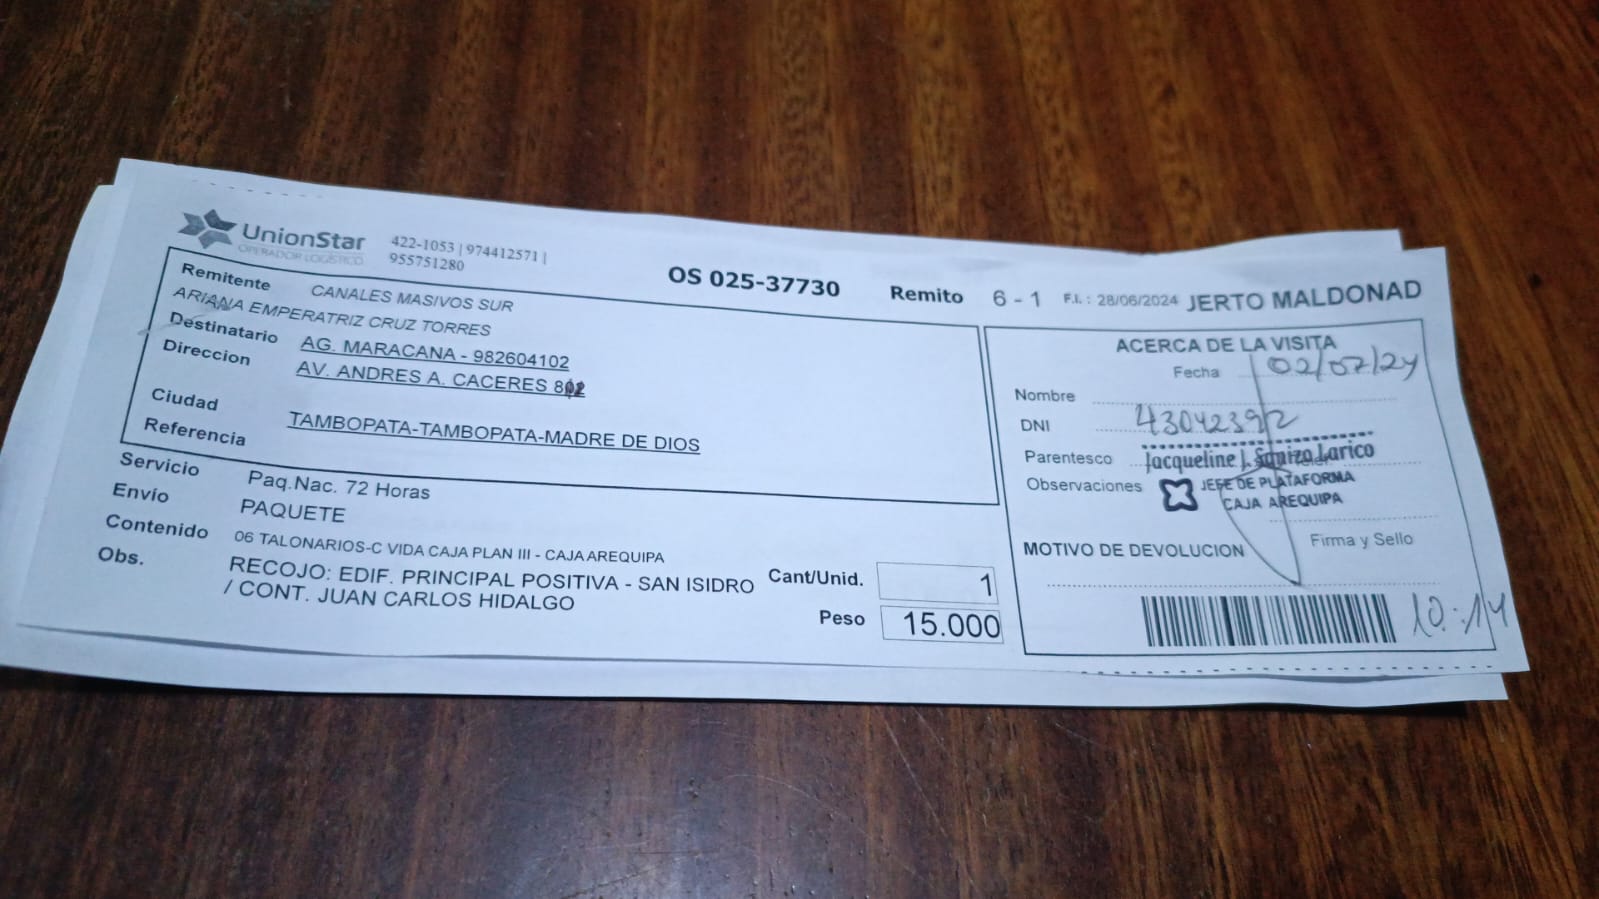 UnionStar
OPERADOR LOGÍSTICO
422-1053 | 974412571 |
955751280
OS 025-37730
Remito 6 - 1
F.I. : 28/06/2024
JERTO MALDONAD
Remitente CANALES MASIVOS SUR
ARIANA EMPERATRIZ CRUZ TORRES
Destinatario AG. MARACANA - 982604102
Direccion AV. ANDRES A. CACERES
Ciudad TAMBOPATA-TAMBOPATA-MADRE DE DIOS
Referencia
Servicio Paq.Nac. 72 Horas
Envío PAQUETE
Contenido 06 TALONARIOS-C VIDA CAJA PLAN III - CAJA AREQUIPA
Obs. RECOJO: EDIF. PRINCIPAL POSITIVA - SAN ISIDRO
/ CONT. JUAN CARLOS HIDALGO
Cant/Unid. 1
Peso 15.000
ACERCA DE LA VISITA
Fecha 02/07/24
Nombre
DNI 43042392
Parentesco Jacqueline J. Sanizo Larico
Observaciones JEFE DE PLATAFORMA
CAJA AREQUIPA
Firma y Sello
MOTIVO DE DEVOLUCION
10:14